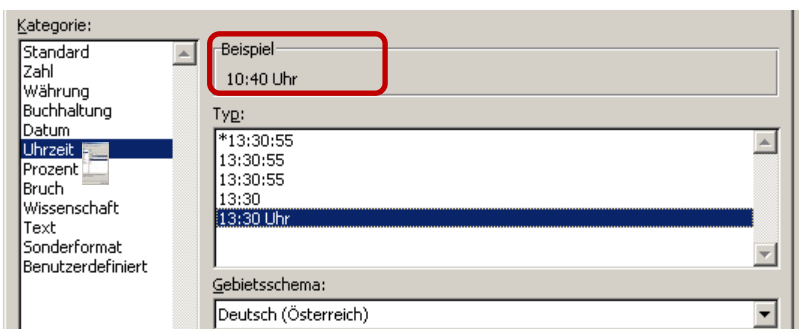 Kategorie:
Standard
Zahl
Währung
Buchhaltung
Datum
Uhrzeit
Prozent
Bruch
Wissenschaft
Text
Sonderformat
Benutzerdefiniert
Beispiel
10:40 Uhr
Typ:
*13:30:55
13:30:55
13:30:55
13:30
13:30 Uhr
Gebietsschema:
Deutsch (Österreich)